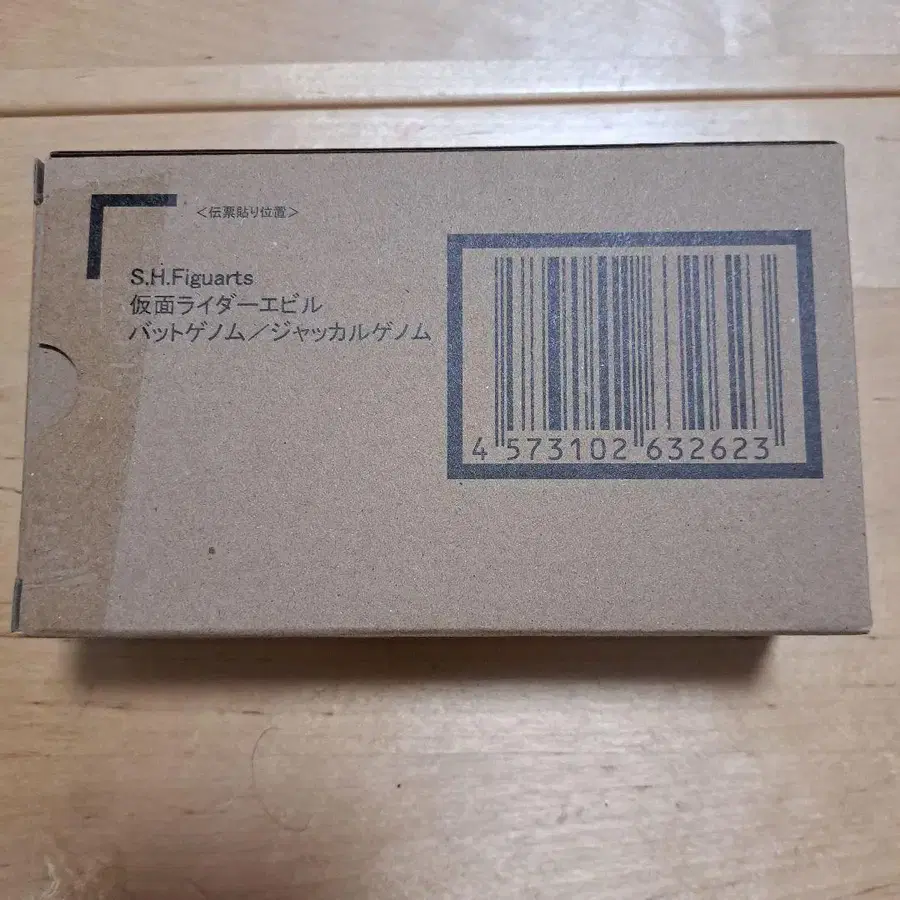 <伝票貼り位置>
S.H.Figuarts
仮面ライダーエビル
バットゲノム/ジャッカルゲノム
4 573102 632623